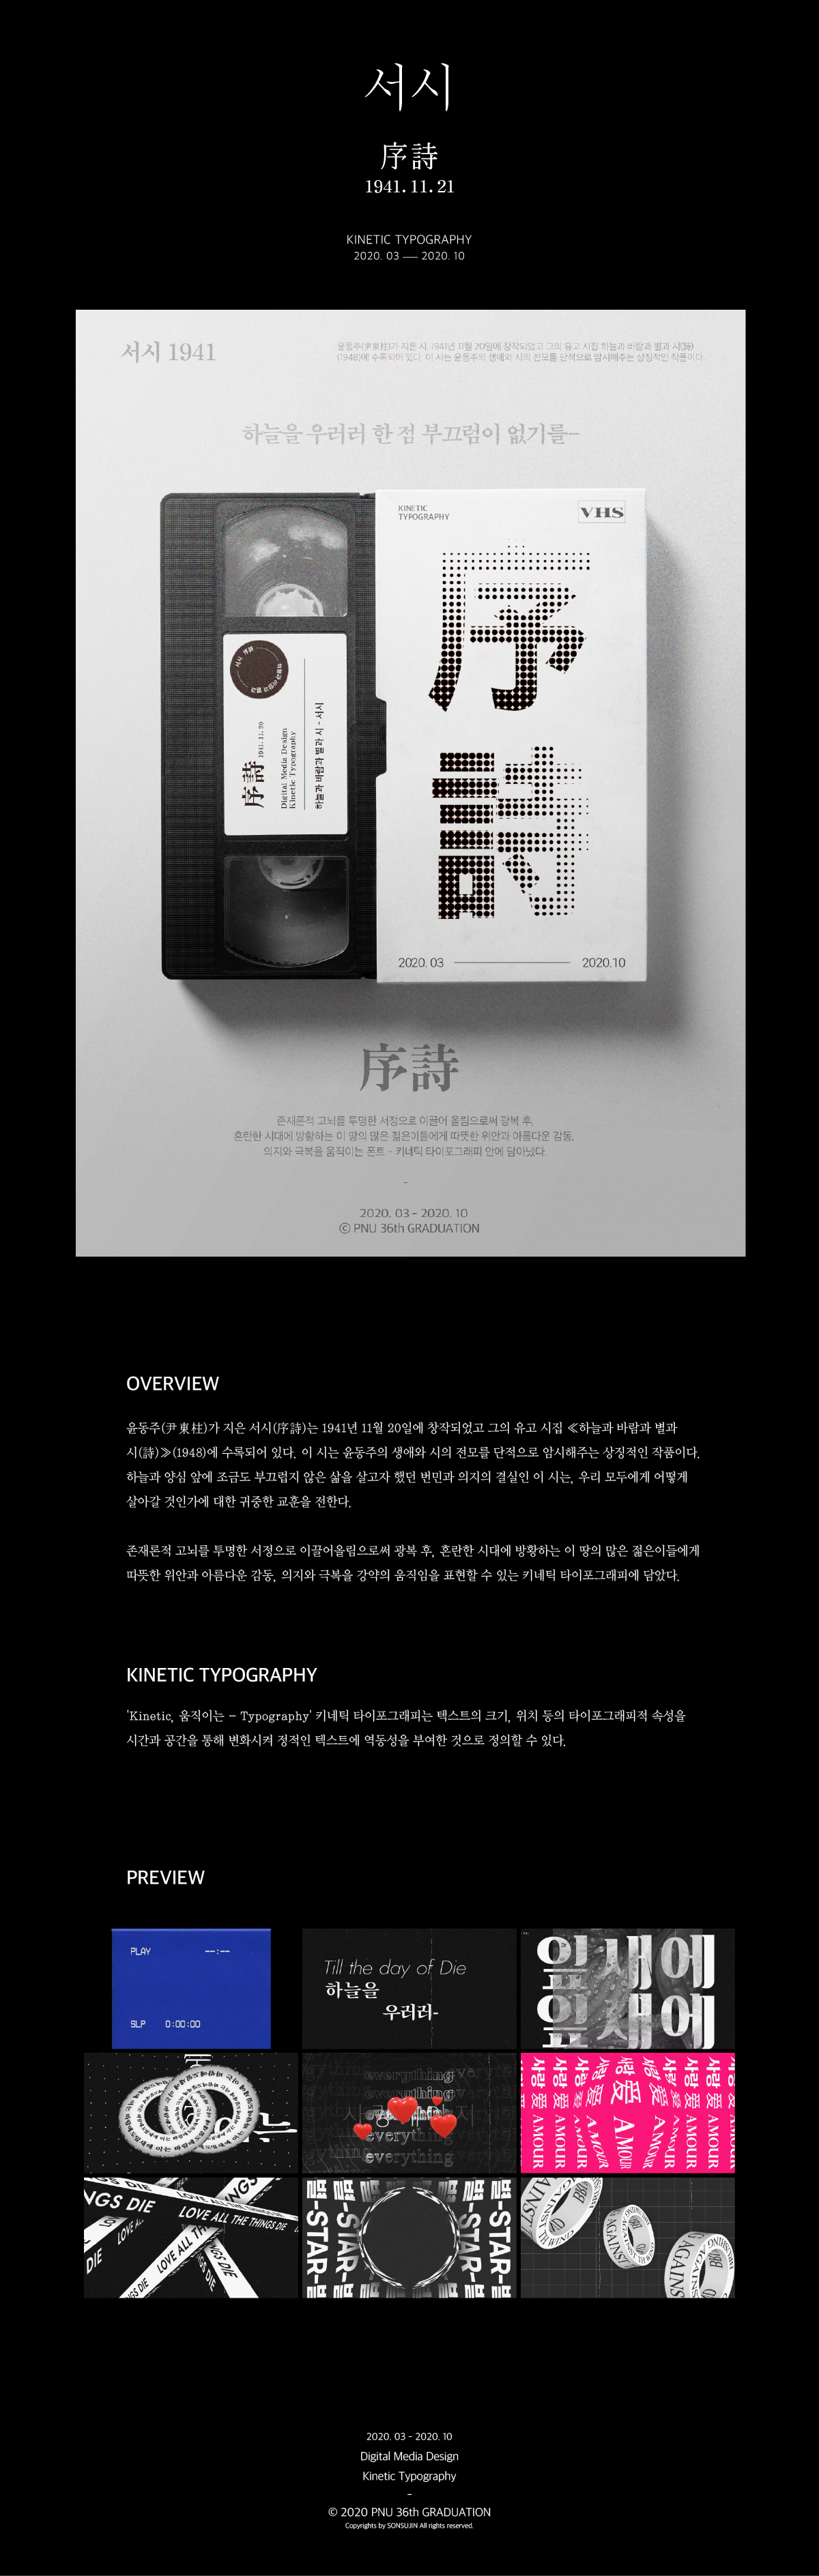 서시
序詩
1941. 11. 21
KINETIC TYPOGRAPHY
2020. 03 — 2020. 10
서시 1941
윤동주(尹東柱)가 지은 시. 1941년 11월 20일에 창작되었고 그의 유고 시집 하늘과 바람과 별과 시(詩)
(1948)에 수록되어 있다. 이 시는 윤동주의 생애와 시의 전모를 단적으로 암시해주는 상징적인 작품이다.
하늘을 우러러 한 점 부끄럼이 없기를-
KINETIC
TYPOGRAPHY
VHS
序
詩
서시 개봉
序詩 1941. 11. 20
Digital Media Design
Kinetic Typography
하늘과 바람과 별과 시 - 서시
2020. 03 — 2020.10
序詩
존재론적 고뇌를 투명한 서정으로 이끌어 올림으로써 광복 후,
혼란한 시대에 방황하는 이 땅의 많은 젊은이들에게 따뜻한 위안과 아름다운 감동,
의지와 극복을 움직이는 폰트 - 키네틱 타이포그래피 안에 담아냈다.
-
2020. 03 - 2020. 10
© PNU 36th GRADUATION
OVERVIEW
윤동주(尹東柱)가 지은 서시(序詩)는 1941년 11월 20일에 창작되었고 그의 유고 시집 ≪하늘과 바람과 별과
시(詩)≫(1948)에 수록되어 있다. 이 시는 윤동주의 생애와 시의 전모를 단적으로 암시해주는 상징적인 작품이다.
하늘과 양심 앞에 조금도 부끄럽지 않은 삶을 살고자 했던 번민과 의지의 결실인 이 시는, 우리 모두에게 어떻게
살아갈 것인가에 대한 귀중한 교훈을 전한다.
존재론적 고뇌를 투명한 서정으로 이끌어올림으로써 광복 후, 혼란한 시대에 방황하는 이 땅의 많은 젊은이들에게
따뜻한 위안과 아름다운 감동, 의지와 극복을 강약의 움직임을 표현할 수 있는 키네틱 타이포그래피에 담았다.
KINETIC TYPOGRAPHY
'Kinetic, 움직이는 - Typography' 키네틱 타이포그래피는 텍스트의 크기, 위치 등의 타이포그래피적 속성을
시간과 공간을 통해 변화시켜 정적인 텍스트에 역동성을 부여한 것으로 정의할 수 있다.
PREVIEW
PLAY --:--
SLP 0:00:00
Till the day of Die
하늘을
우러러-
잎새에
잎새에
everything
everything
everything
everything
사랑 愛 AMOUR
LOVE ALL THE THINGS DIE
별-STAR-별
AGAINST
2020. 03 - 2020. 10
Digital Media Design
Kinetic Typography
-
© 2020 PNU 36th GRADUATION
Copyrights by SONSUJIN All rights reserved.